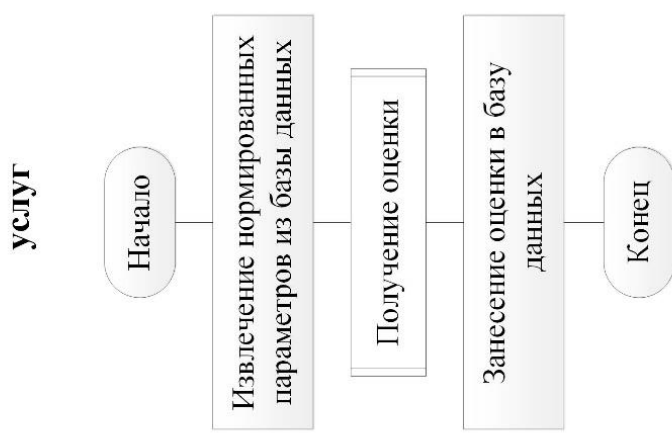 услуг
Начало
Извлечение нормированных
параметров из базы данных
Получение оценки
Занесение оценки в базу
данных
Конец